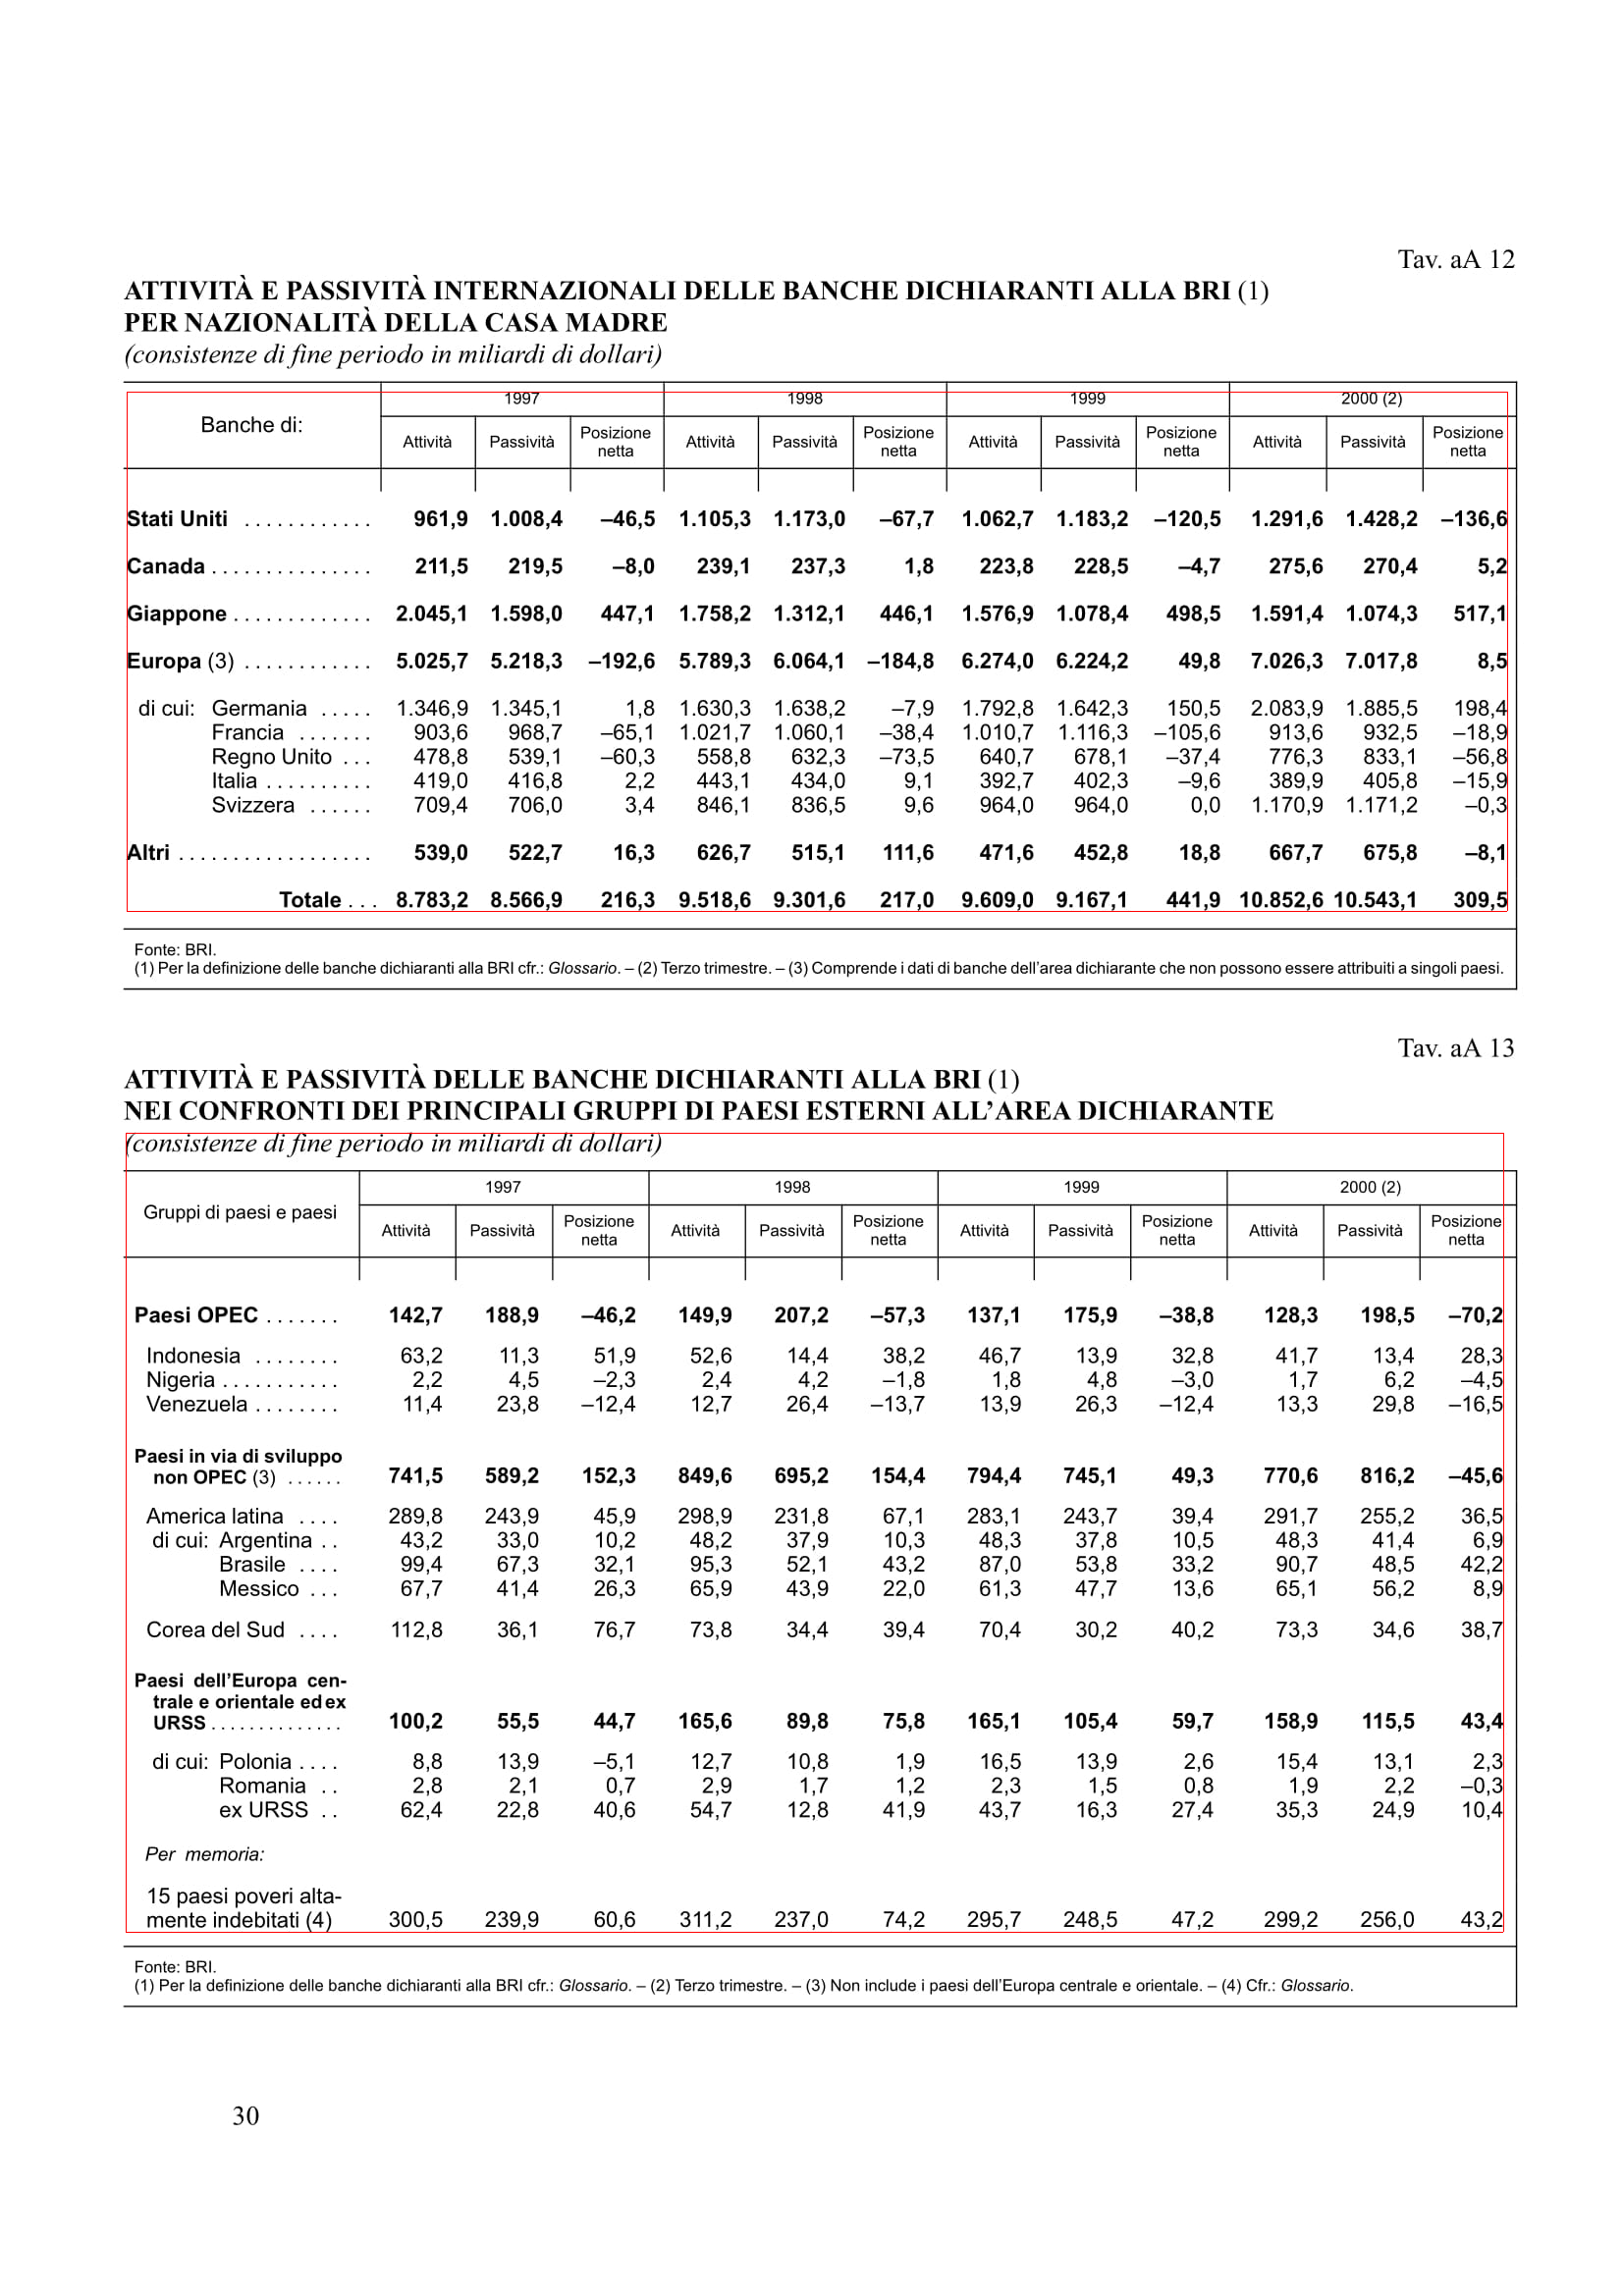 Tav. aA 12
ATTIVITÀ E PASSIVITÀ INTERNAZIONALI DELLE BANCHE DICHIARANTI ALLA BRI (1)
PER NAZIONALITÀ DELLA CASA MADRE
(consistenze di fine periodo in miliardi di dollari)
Banche di: 1997 1998 1999 2000 (2)
Attività Passività Posizione netta Attività Passività Posizione netta Attività Passività Posizione netta Attività Passività Posizione netta
Stati Uniti . . . . . . . . . . . . 961,9 1.008,4 –46,5 1.105,3 1.173,0 –67,7 1.062,7 1.183,2 –120,5 1.291,6 1.428,2 –136,6
Canada . . . . . . . . . . . . . . . 211,5 219,5 –8,0 239,1 237,3 1,8 223,8 228,5 –4,7 275,6 270,4 5,2
Giappone . . . . . . . . . . . . . 2.045,1 1.598,0 447,1 1.758,2 1.312,1 446,1 1.576,9 1.078,4 498,5 1.591,4 1.074,3 517,1
Europa (3) . . . . . . . . . . . . 5.025,7 5.218,3 –192,6 5.789,3 6.064,1 –184,8 6.274,0 6.224,2 49,8 7.026,3 7.017,8 8,5
di cui: Germania . . . . . 1.346,9 1.345,1 1,8 1.630,3 1.638,2 –7,9 1.792,8 1.642,3 150,5 2.083,9 1.885,5 198,4
Francia . . . . . . . 903,6 968,7 –65,1 1.021,7 1.060,1 –38,4 1.010,7 1.116,3 –105,6 913,6 932,5 –18,9
Regno Unito . . . 478,8 539,1 –60,3 558,8 632,3 –73,5 640,7 678,1 –37,4 776,3 833,1 –56,8
Italia . . . . . . . . . . 419,0 416,8 2,2 443,1 434,0 9,1 392,7 402,3 –9,6 389,9 405,8 –15,9
Svizzera . . . . . . 709,4 706,0 3,4 846,1 836,5 9,6 964,0 964,0 0,0 1.170,9 1.171,2 –0,3
Altri . . . . . . . . . . . . . . . . . . 539,0 522,7 16,3 626,7 515,1 111,6 471,6 452,8 18,8 667,7 675,8 –8,1
Totale . . . 8.783,2 8.566,9 216,3 9.518,6 9.301,6 217,0 9.609,0 9.167,1 441,9 10.852,6 10.543,1 309,5
Fonte: BRI.
(1) Per la definizione delle banche dichiaranti alla BRI cfr.: Glossario. – (2) Terzo trimestre. – (3) Comprende i dati di banche dell’area dichiarante che non possono essere attribuiti a singoli paesi.
Tav. aA 13
ATTIVITÀ E PASSIVITÀ DELLE BANCHE DICHIARANTI ALLA BRI (1)
NEI CONFRONTI DEI PRINCIPALI GRUPPI DI PAESI ESTERNI ALL’AREA DICHIARANTE
(consistenze di fine periodo in miliardi di dollari)
Gruppi di paesi e paesi 1997 1998 1999 2000 (2)
Attività Passività Posizione netta Attività Passività Posizione netta Attività Passività Posizione netta Attività Passività Posizione netta
Paesi OPEC . . . . . . . 142,7 188,9 –46,2 149,9 207,2 –57,3 137,1 175,9 –38,8 128,3 198,5 –70,2
Indonesia . . . . . . . . 63,2 11,3 51,9 52,6 14,4 38,2 46,7 13,9 32,8 41,7 13,4 28,3
Nigeria . . . . . . . . . . . 2,2 4,5 –2,3 2,4 4,2 –1,8 1,8 4,8 –3,0 1,7 6,2 –4,5
Venezuela . . . . . . . . 11,4 23,8 –12,4 12,7 26,4 –13,7 13,9 26,3 –12,4 13,3 29,8 –16,5
Paesi in via di sviluppo
non OPEC (3) . . . . . . 741,5 589,2 152,3 849,6 695,2 154,4 794,4 745,1 49,3 770,6 816,2 –45,6
America latina . . . . 289,8 243,9 45,9 298,9 231,8 67,1 283,1 243,7 39,4 291,7 255,2 36,5
di cui: Argentina . . 43,2 33,0 10,2 48,2 37,9 10,3 48,3 37,8 10,5 48,3 41,4 6,9
Brasile . . . . 99,4 67,3 32,1 95,3 52,1 43,2 87,0 53,8 33,2 90,7 48,5 42,2
Messico . . . 67,7 41,4 26,3 65,9 43,9 22,0 61,3 47,7 13,6 65,1 56,2 8,9
Corea del Sud . . . . 112,8 36,1 76,7 73,8 34,4 39,4 70,4 30,2 40,2 73,3 34,6 38,7
Paesi dell’Europa cen-
trale e orientale ed ex
URSS . . . . . . . . . . . . . . 100,2 55,5 44,7 165,6 89,8 75,8 165,1 105,4 59,7 158,9 115,5 43,4
di cui: Polonia . . . . 8,8 13,9 –5,1 12,7 10,8 1,9 16,5 13,9 2,6 15,4 13,1 2,3
Romania . . 2,8 2,1 0,7 2,9 1,7 1,2 2,3 1,5 0,8 1,9 2,2 –0,3
ex URSS . . 62,4 22,8 40,6 54,7 12,8 41,9 43,7 16,3 27,4 35,3 24,9 10,4
Per memoria:
15 paesi poveri alta-
mente indebitati (4) 300,5 239,9 60,6 311,2 237,0 74,2 295,7 248,5 47,2 299,2 256,0 43,2
Fonte: BRI.
(1) Per la definizione delle banche dichiaranti alla BRI cfr.: Glossario. – (2) Terzo trimestre. – (3) Non include i paesi dell’Europa centrale e orientale. – (4) Cfr.: Glossario.
30